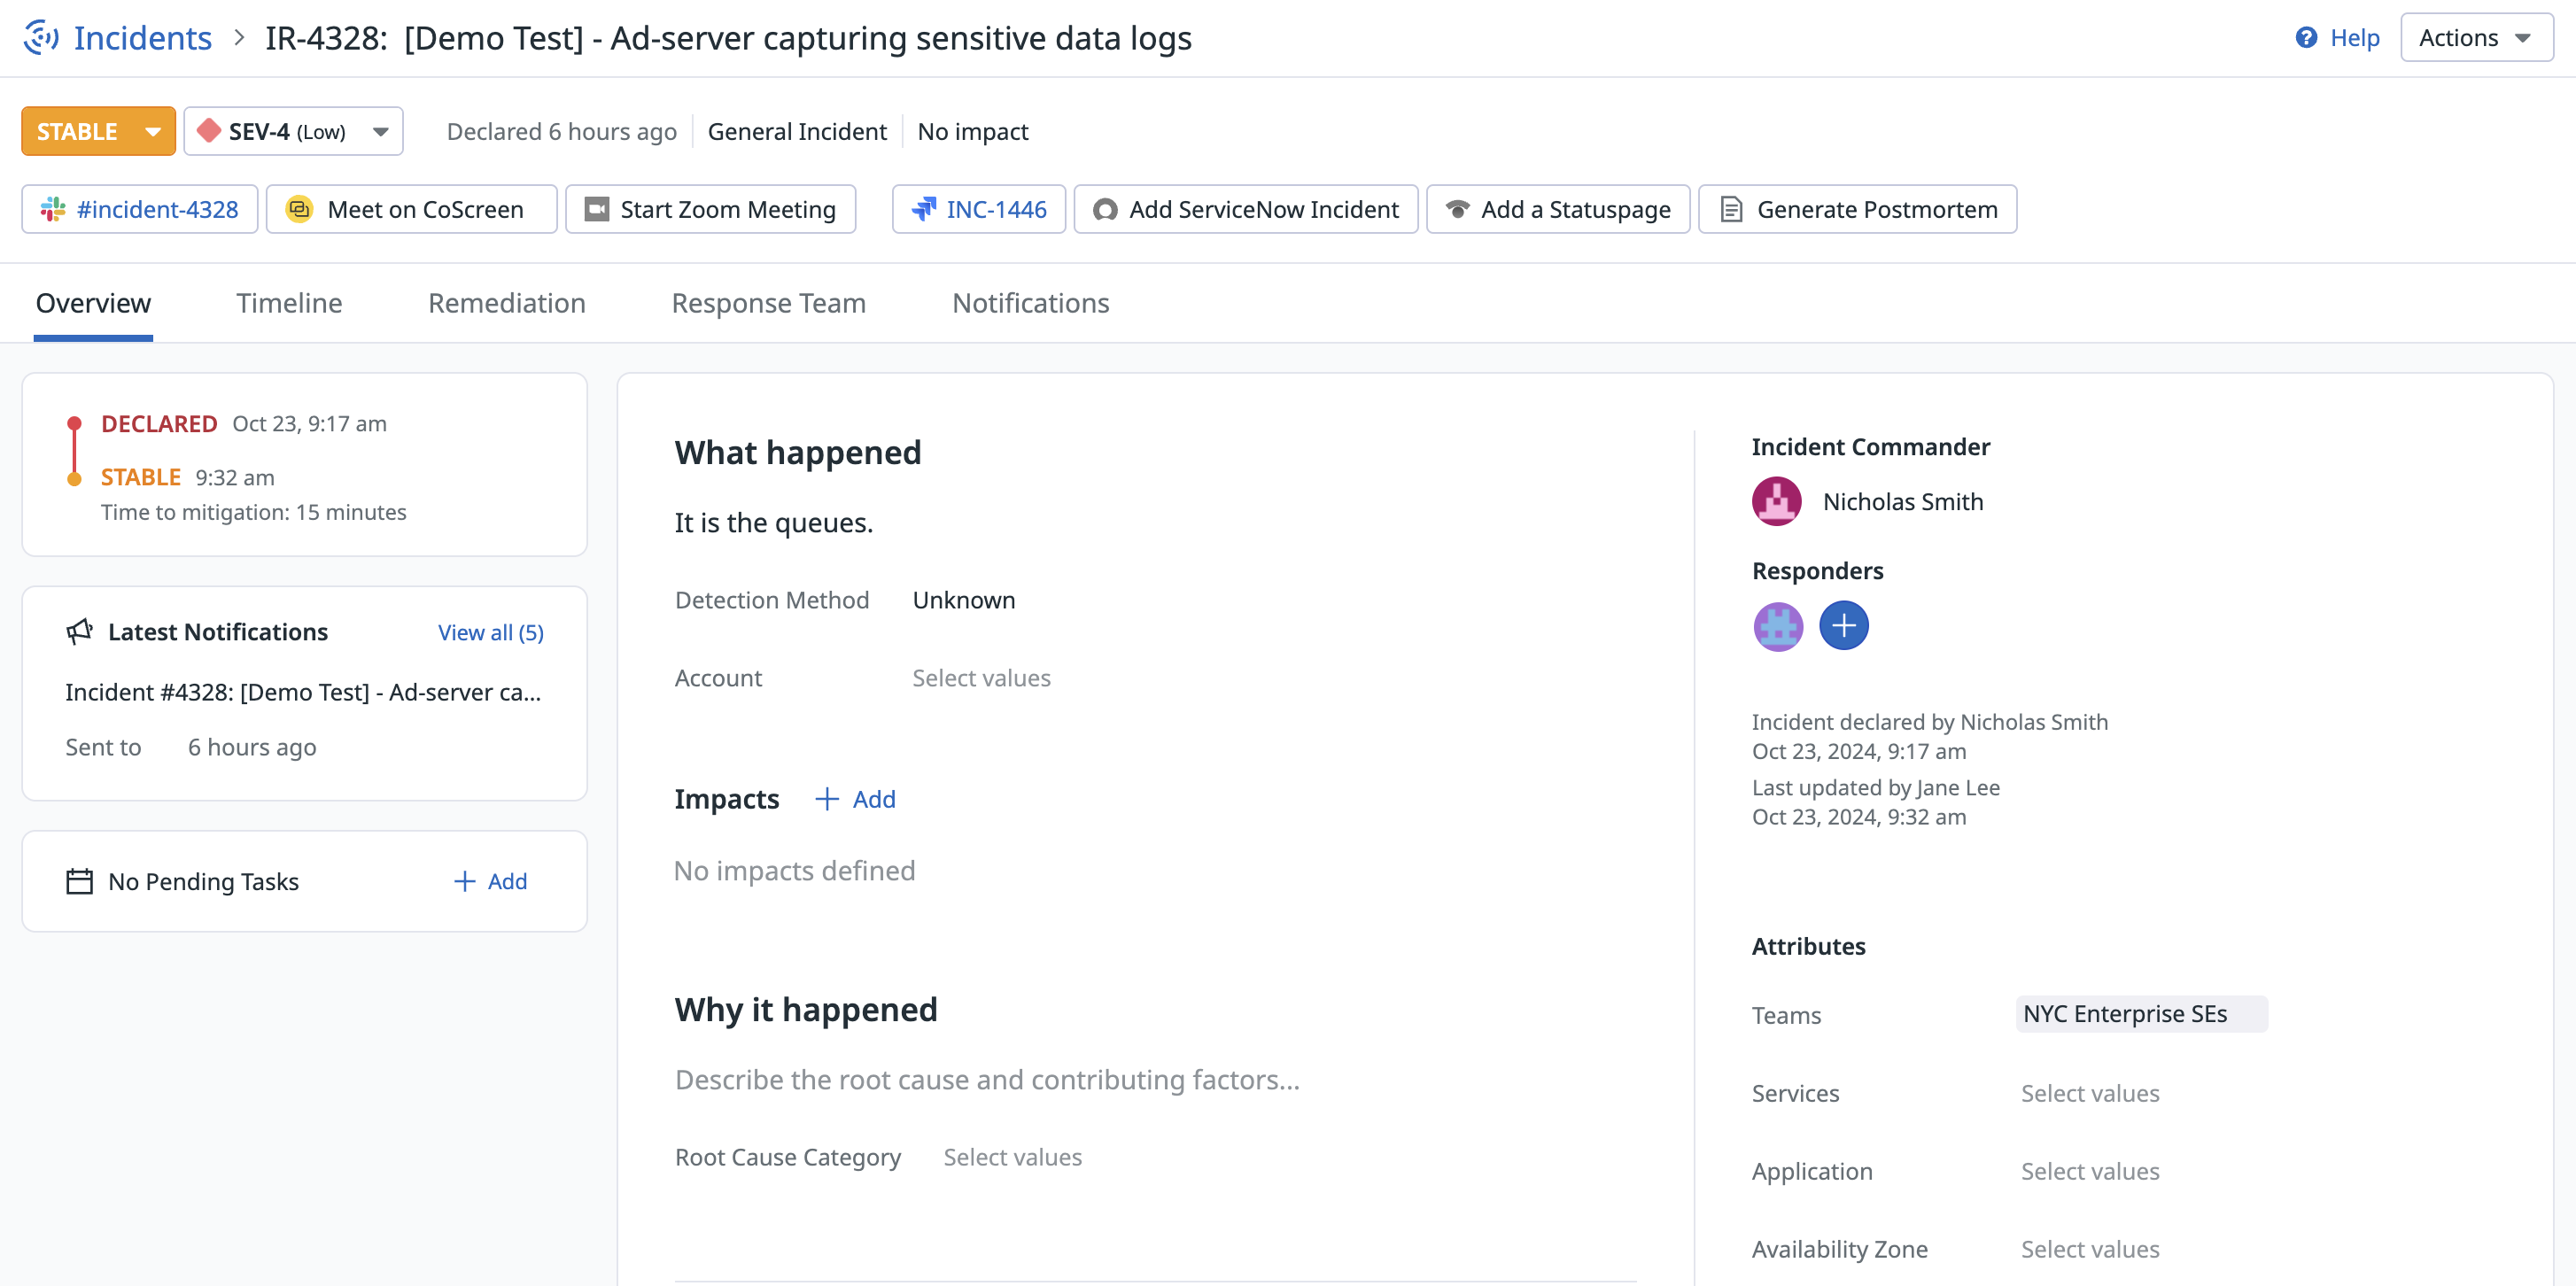 Incidents > IR-4328: [Demo Test] - Ad-server capturing sensitive data logs
Help
Actions
STABLE
SEV-4 (Low)
Declared 6 hours ago
General Incident
No impact
#incident-4328
Meet on CoScreen
Start Zoom Meeting
INC-1446
Add ServiceNow Incident
Add a Statuspage
Generate Postmortem
Overview
Timeline
Remediation
Response Team
Notifications
DECLARED Oct 23, 9:17 am
STABLE 9:32 am
Time to mitigation: 15 minutes
Latest Notifications
View all (5)
Incident #4328: [Demo Test] - Ad-server ca...
Sent to 6 hours ago
No Pending Tasks
+ Add
What happened
It is the queues.
Detection Method Unknown
Account Select values
Impacts + Add
No impacts defined
Why it happened
Describe the root cause and contributing factors...
Root Cause Category Select values
Incident Commander
Nicholas Smith
Responders
Incident declared by Nicholas Smith
Oct 23, 2024, 9:17 am
Last updated by Jane Lee
Oct 23, 2024, 9:32 am
Attributes
Teams NYC Enterprise SEs
Services Select values
Application Select values
Availability Zone Select values